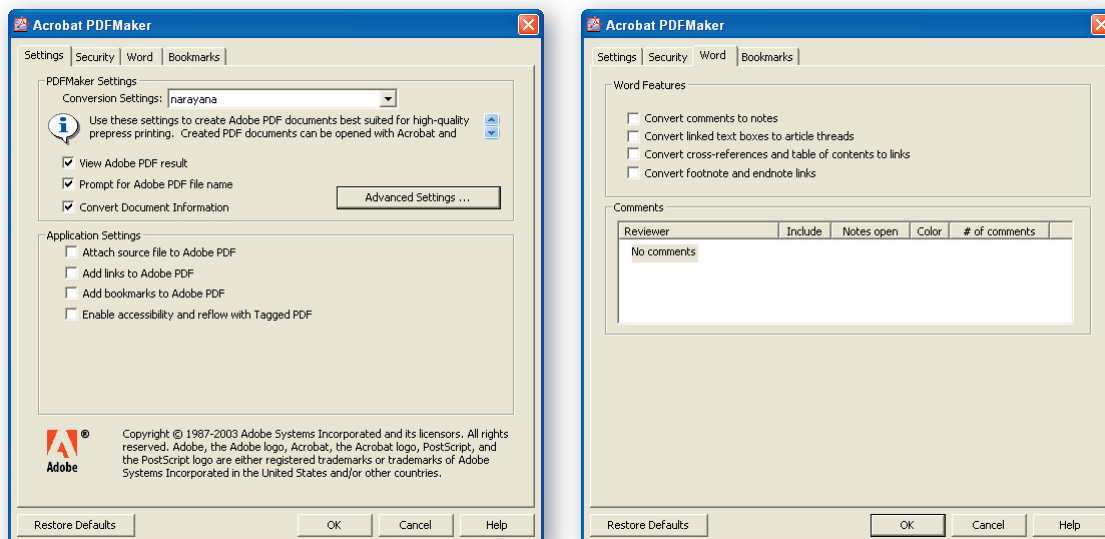 Acrobat PDFMaker
Settings Security Word Bookmarks
PDFMaker Settings
Conversion Settings: narayana
Use these settings to create Adobe PDF documents best suited for high-quality
prepress printing. Created PDF documents can be opened with Acrobat and
View Adobe PDF result
Prompt for Adobe PDF file name
Convert Document Information
Advanced Settings ...
Application Settings
Attach source file to Adobe PDF
Add links to Adobe PDF
Add bookmarks to Adobe PDF
Enable accessibility and reflow with Tagged PDF
Adobe
®
Copyright © 1987-2003 Adobe Systems Incorporated and its licensors. All rights
reserved. Adobe, the Adobe logo, Acrobat, the Acrobat logo, PostScript, and
the PostScript logo are either registered trademarks or trademarks of Adobe
Systems Incorporated in the United States and/or other countries.
Restore Defaults OK Cancel Help
Acrobat PDFMaker
Settings Security Word Bookmarks
Word Features
Convert comments to notes
Convert linked text boxes to article threads
Convert cross-references and table of contents to links
Convert footnote and endnote links
Comments
Reviewer Include Notes open Color # of comments
No comments
Restore Defaults OK Cancel Help